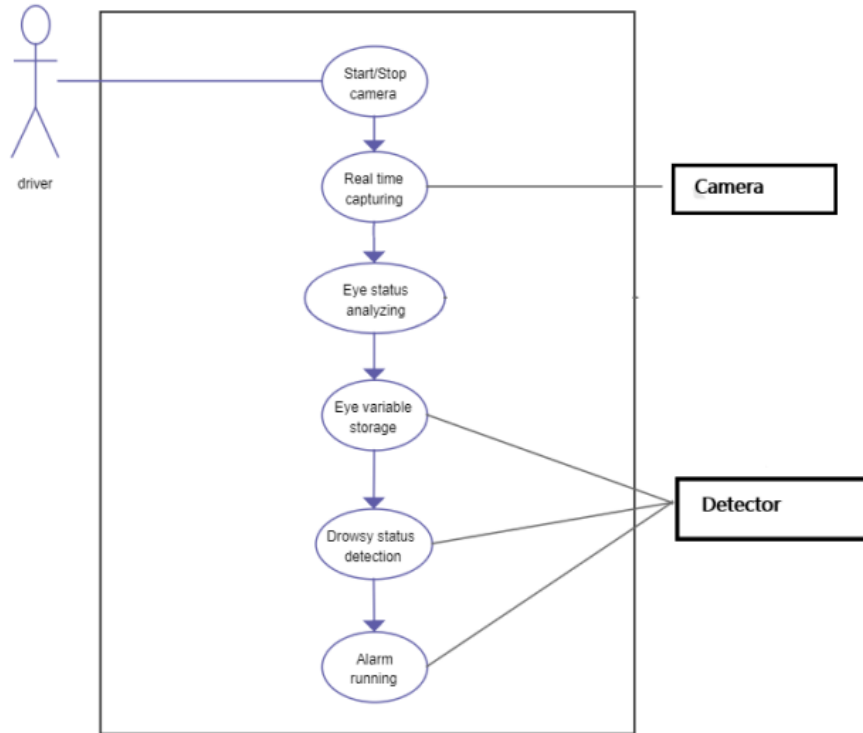 Start/Stop
camera
driver
Real time
capturing
Camera
Eye status
analyzing
Eye variable
storage
Detector
Drowsy status
detection
Alarm
running